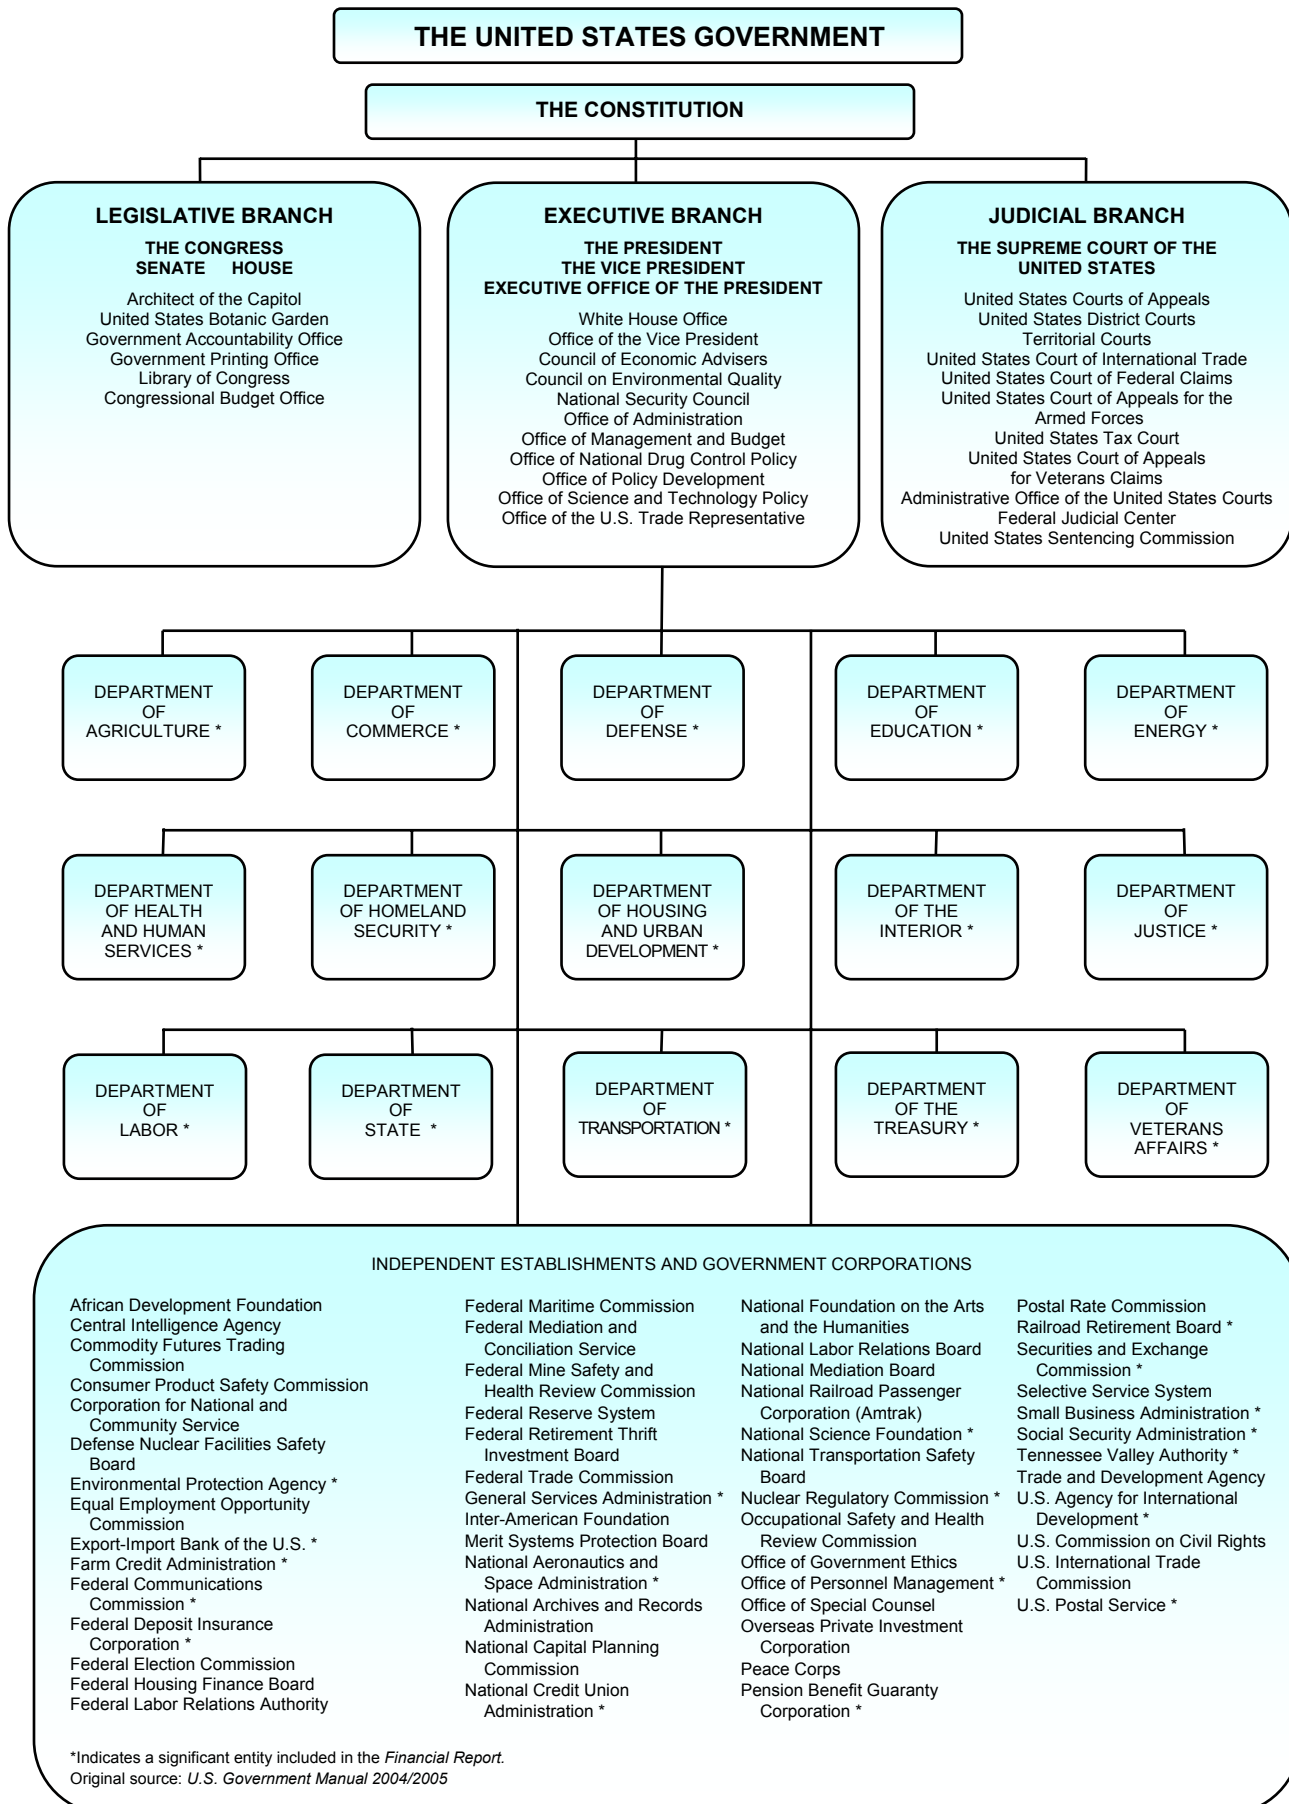 THE UNITED STATES GOVERNMENT
THE CONSTITUTION
LEGISLATIVE BRANCH
THE CONGRESS
SENATE HOUSE
Architect of the Capitol
United States Botanic Garden
Government Accountability Office
Government Printing Office
Library of Congress
Congressional Budget Office
EXECUTIVE BRANCH
THE PRESIDENT
THE VICE PRESIDENT
EXECUTIVE OFFICE OF THE PRESIDENT
White House Office
Office of the Vice President
Council of Economic Advisers
Council on Environmental Quality
National Security Council
Office of Administration
Office of Management and Budget
Office of National Drug Control Policy
Office of Policy Development
Office of Science and Technology Policy
Office of the U.S. Trade Representative
JUDICIAL BRANCH
THE SUPREME COURT OF THE
UNITED STATES
United States Courts of Appeals
United States District Courts
Territorial Courts
United States Court of International Trade
United States Court of Federal Claims
United States Court of Appeals for the
Armed Forces
United States Tax Court
United States Court of Appeals
for Veterans Claims
Administrative Office of the United States Courts
Federal Judicial Center
United States Sentencing Commission
DEPARTMENT
OF
AGRICULTURE *
DEPARTMENT
OF
COMMERCE *
DEPARTMENT
OF
DEFENSE *
DEPARTMENT
OF
EDUCATION *
DEPARTMENT
OF
ENERGY *
DEPARTMENT
OF HEALTH
AND HUMAN
SERVICES *
DEPARTMENT
OF HOMELAND
SECURITY *
DEPARTMENT
OF HOUSING
AND URBAN
DEVELOPMENT *
DEPARTMENT
OF THE
INTERIOR *
DEPARTMENT
OF
JUSTICE *
DEPARTMENT
OF
LABOR *
DEPARTMENT
OF
STATE *
DEPARTMENT
OF
TRANSPORTATION *
DEPARTMENT
OF THE
TREASURY *
DEPARTMENT
OF
VETERANS
AFFAIRS *
INDEPENDENT ESTABLISHMENTS AND GOVERNMENT CORPORATIONS
African Development Foundation
Central Intelligence Agency
Commodity Futures Trading
Commission
Consumer Product Safety Commission
Corporation for National and
Community Service
Defense Nuclear Facilities Safety
Board
Environmental Protection Agency *
Equal Employment Opportunity
Commission
Export-Import Bank of the U.S. *
Farm Credit Administration *
Federal Communications
Commission *
Federal Deposit Insurance
Corporation *
Federal Election Commission
Federal Housing Finance Board
Federal Labor Relations Authority
Federal Maritime Commission
Federal Mediation and
Conciliation Service
Federal Mine Safety and
Health Review Commission
Federal Reserve System
Federal Retirement Thrift
Investment Board
Federal Trade Commission
General Services Administration *
Inter-American Foundation
Merit Systems Protection Board
National Aeronautics and
Space Administration *
National Archives and Records
Administration
National Capital Planning
Commission
National Credit Union
Administration *
National Foundation on the Arts
and the Humanities
National Labor Relations Board
National Mediation Board
National Railroad Passenger
Corporation (Amtrak)
National Science Foundation *
National Transportation Safety
Board
Nuclear Regulatory Commission *
Occupational Safety and Health
Review Commission
Office of Government Ethics
Office of Personnel Management *
Office of Special Counsel
Overseas Private Investment
Corporation
Peace Corps
Pension Benefit Guaranty
Corporation *
Postal Rate Commission
Railroad Retirement Board *
Securities and Exchange
Commission *
Selective Service System
Small Business Administration *
Social Security Administration *
Tennessee Valley Authority *
Trade and Development Agency
U.S. Agency for International
Development *
U.S. Commission on Civil Rights
U.S. International Trade
Commission
U.S. Postal Service *
*Indicates a significant entity included in the Financial Report.
Original source: U.S. Government Manual 2004/2005